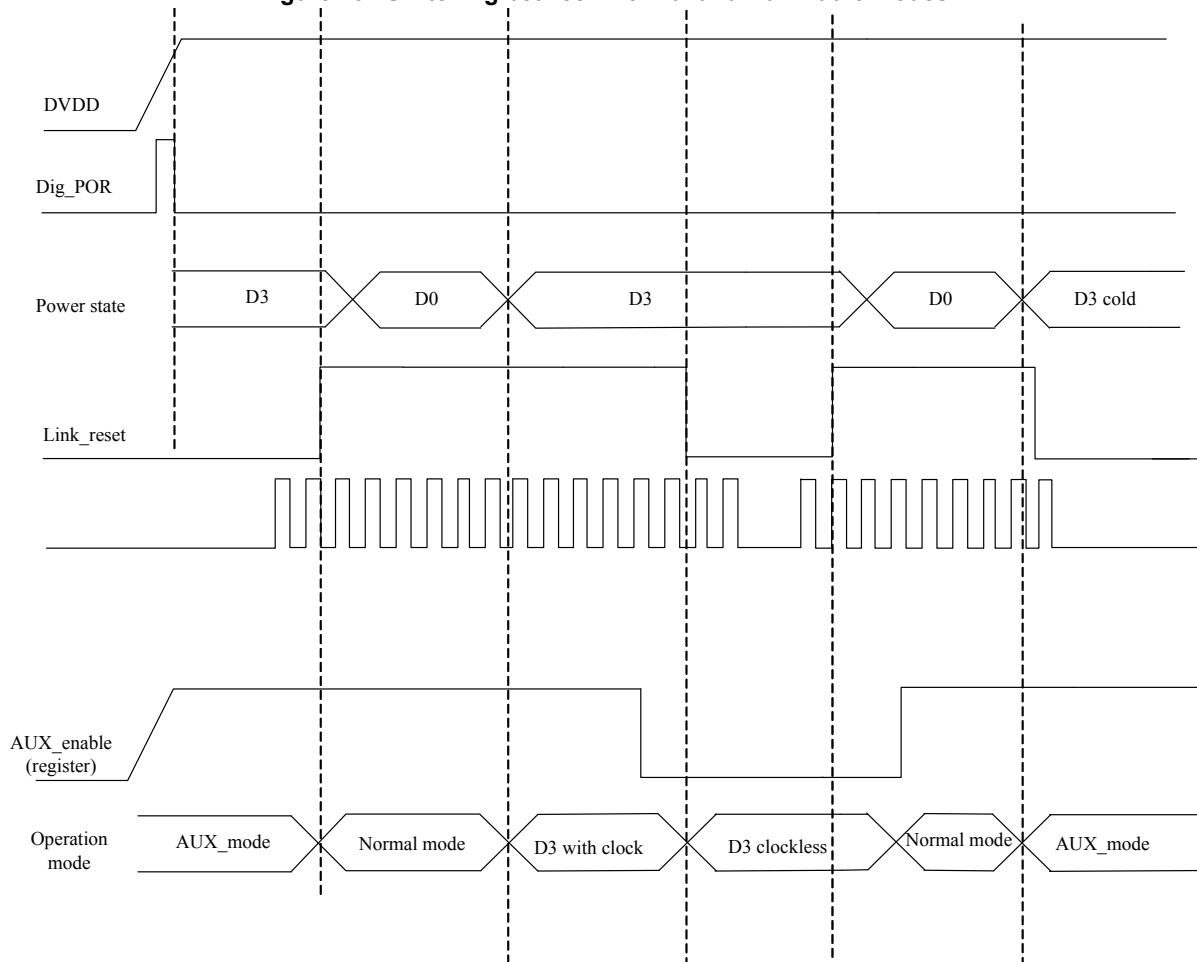 DVDD
Dig_POR
Power state
D3
D0
D3
D0
D3 cold
Link_reset
AUX_enable
(register)
Operation
mode
AUX_mode
Normal mode
D3 with clock
D3 clockless
Normal mode
AUX_mode